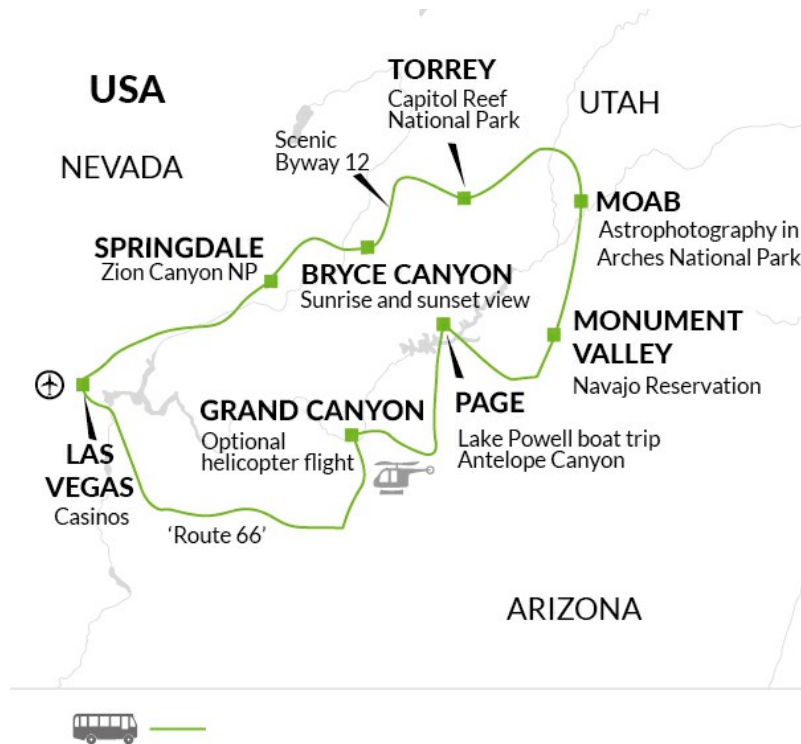 USA
NEVADA
UTAH
TORREY
Capitol Reef
National Park
Scenic
Byway 12
MOAB
Astrophotography in
Arches National Park
SPRINGDALE
Zion Canyon NP
BRYCE CANYON
Sunrise and sunset view
MONUMENT
VALLEY
Navajo Reservation
GRAND CANYON
Optional
helicopter flight
PAGE
Lake Powell boat trip
Antelope Canyon
LAS
VEGAS
Casinos
‘Route 66’
ARIZONA